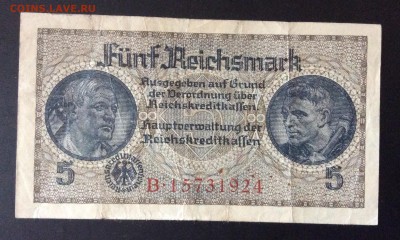 COINS.LAVE.RU
Fünf Reichsmark
Ausgegeben auf Grund
der Verordnung über
Reichskreditkassen.
Hauptverwaltung der
Reichskreditkassen
5
5
B·15731924